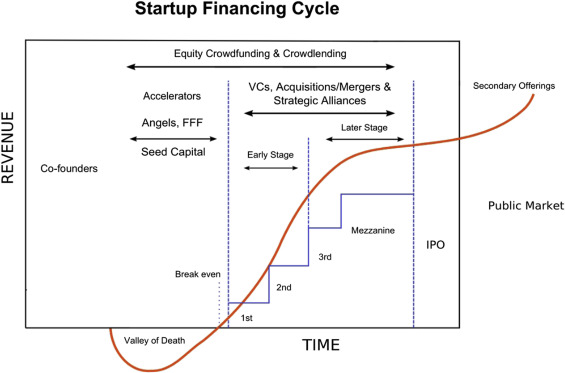 Startup Financing Cycle
Equity Crowdfunding & Crowdlending
Accelerators
VCs, Acquisitions/Mergers &
Strategic Alliances
Secondary Offerings
Angels, FFF
Later Stage
Seed Capital
Early Stage
Co-founders
REVENUE
Public Market
Mezzanine
IPO
3rd
Break even
2nd
1st
Valley of Death
TIME